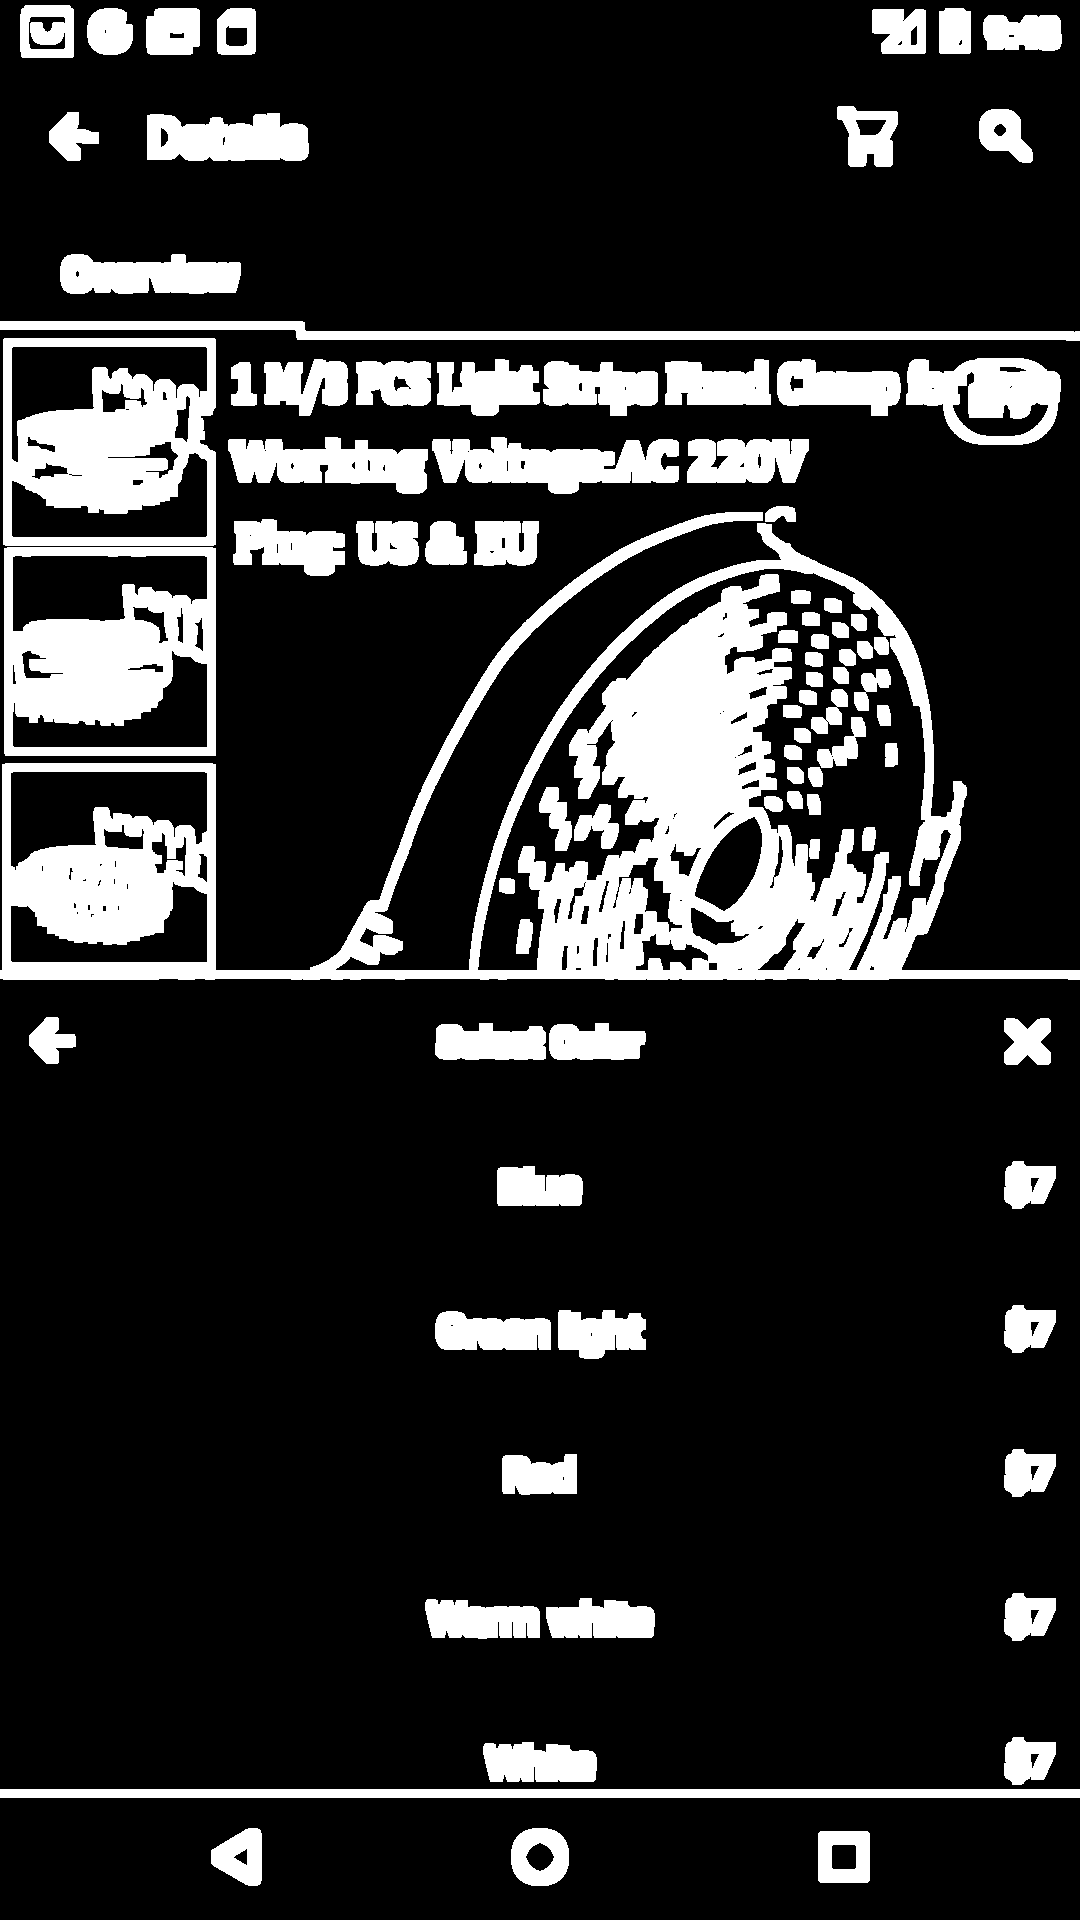 Details
Overview
1 M/3 PCS Light Strips Fixed Clamp for
Working Voltage:AC 220V
Plug: US & EU
Select Color
Blue $7
Green light $7
Red $7
Warm white $7
White $7